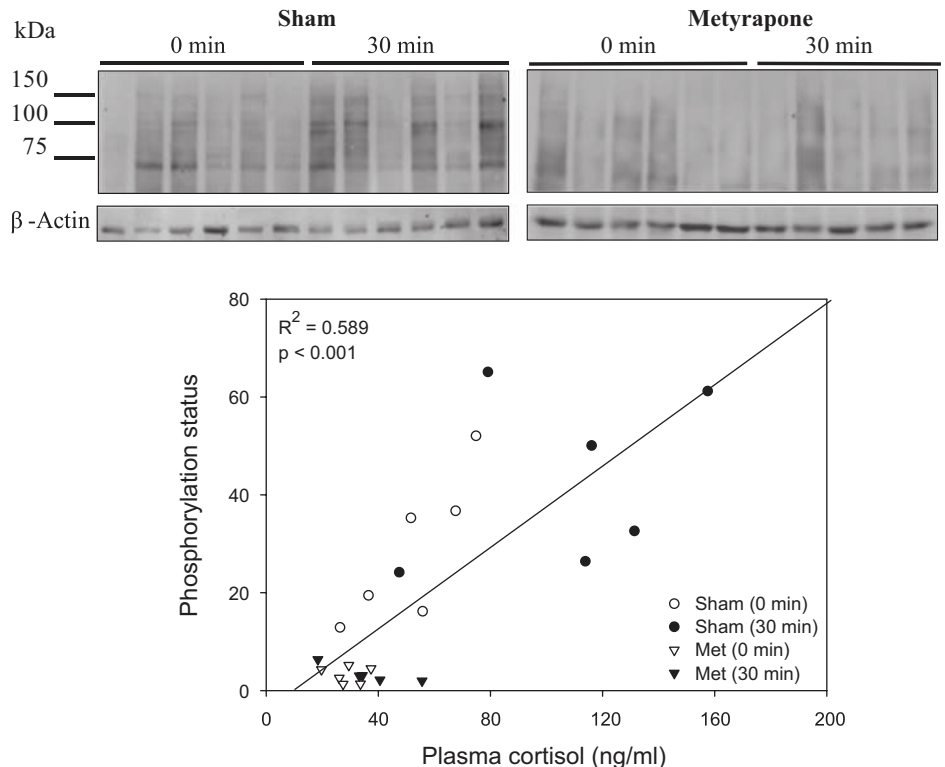 Sham
Metyrapone
kDa
0 min
30 min
0 min
30 min
150
100
75
β -Actin
80
60
40
20
0
Phosphorylation status
R² = 0.589
p < 0.001
Sham (0 min)
Sham (30 min)
Met (0 min)
Met (30 min)
0
40
80
120
160
200
Plasma cortisol (ng/ml)